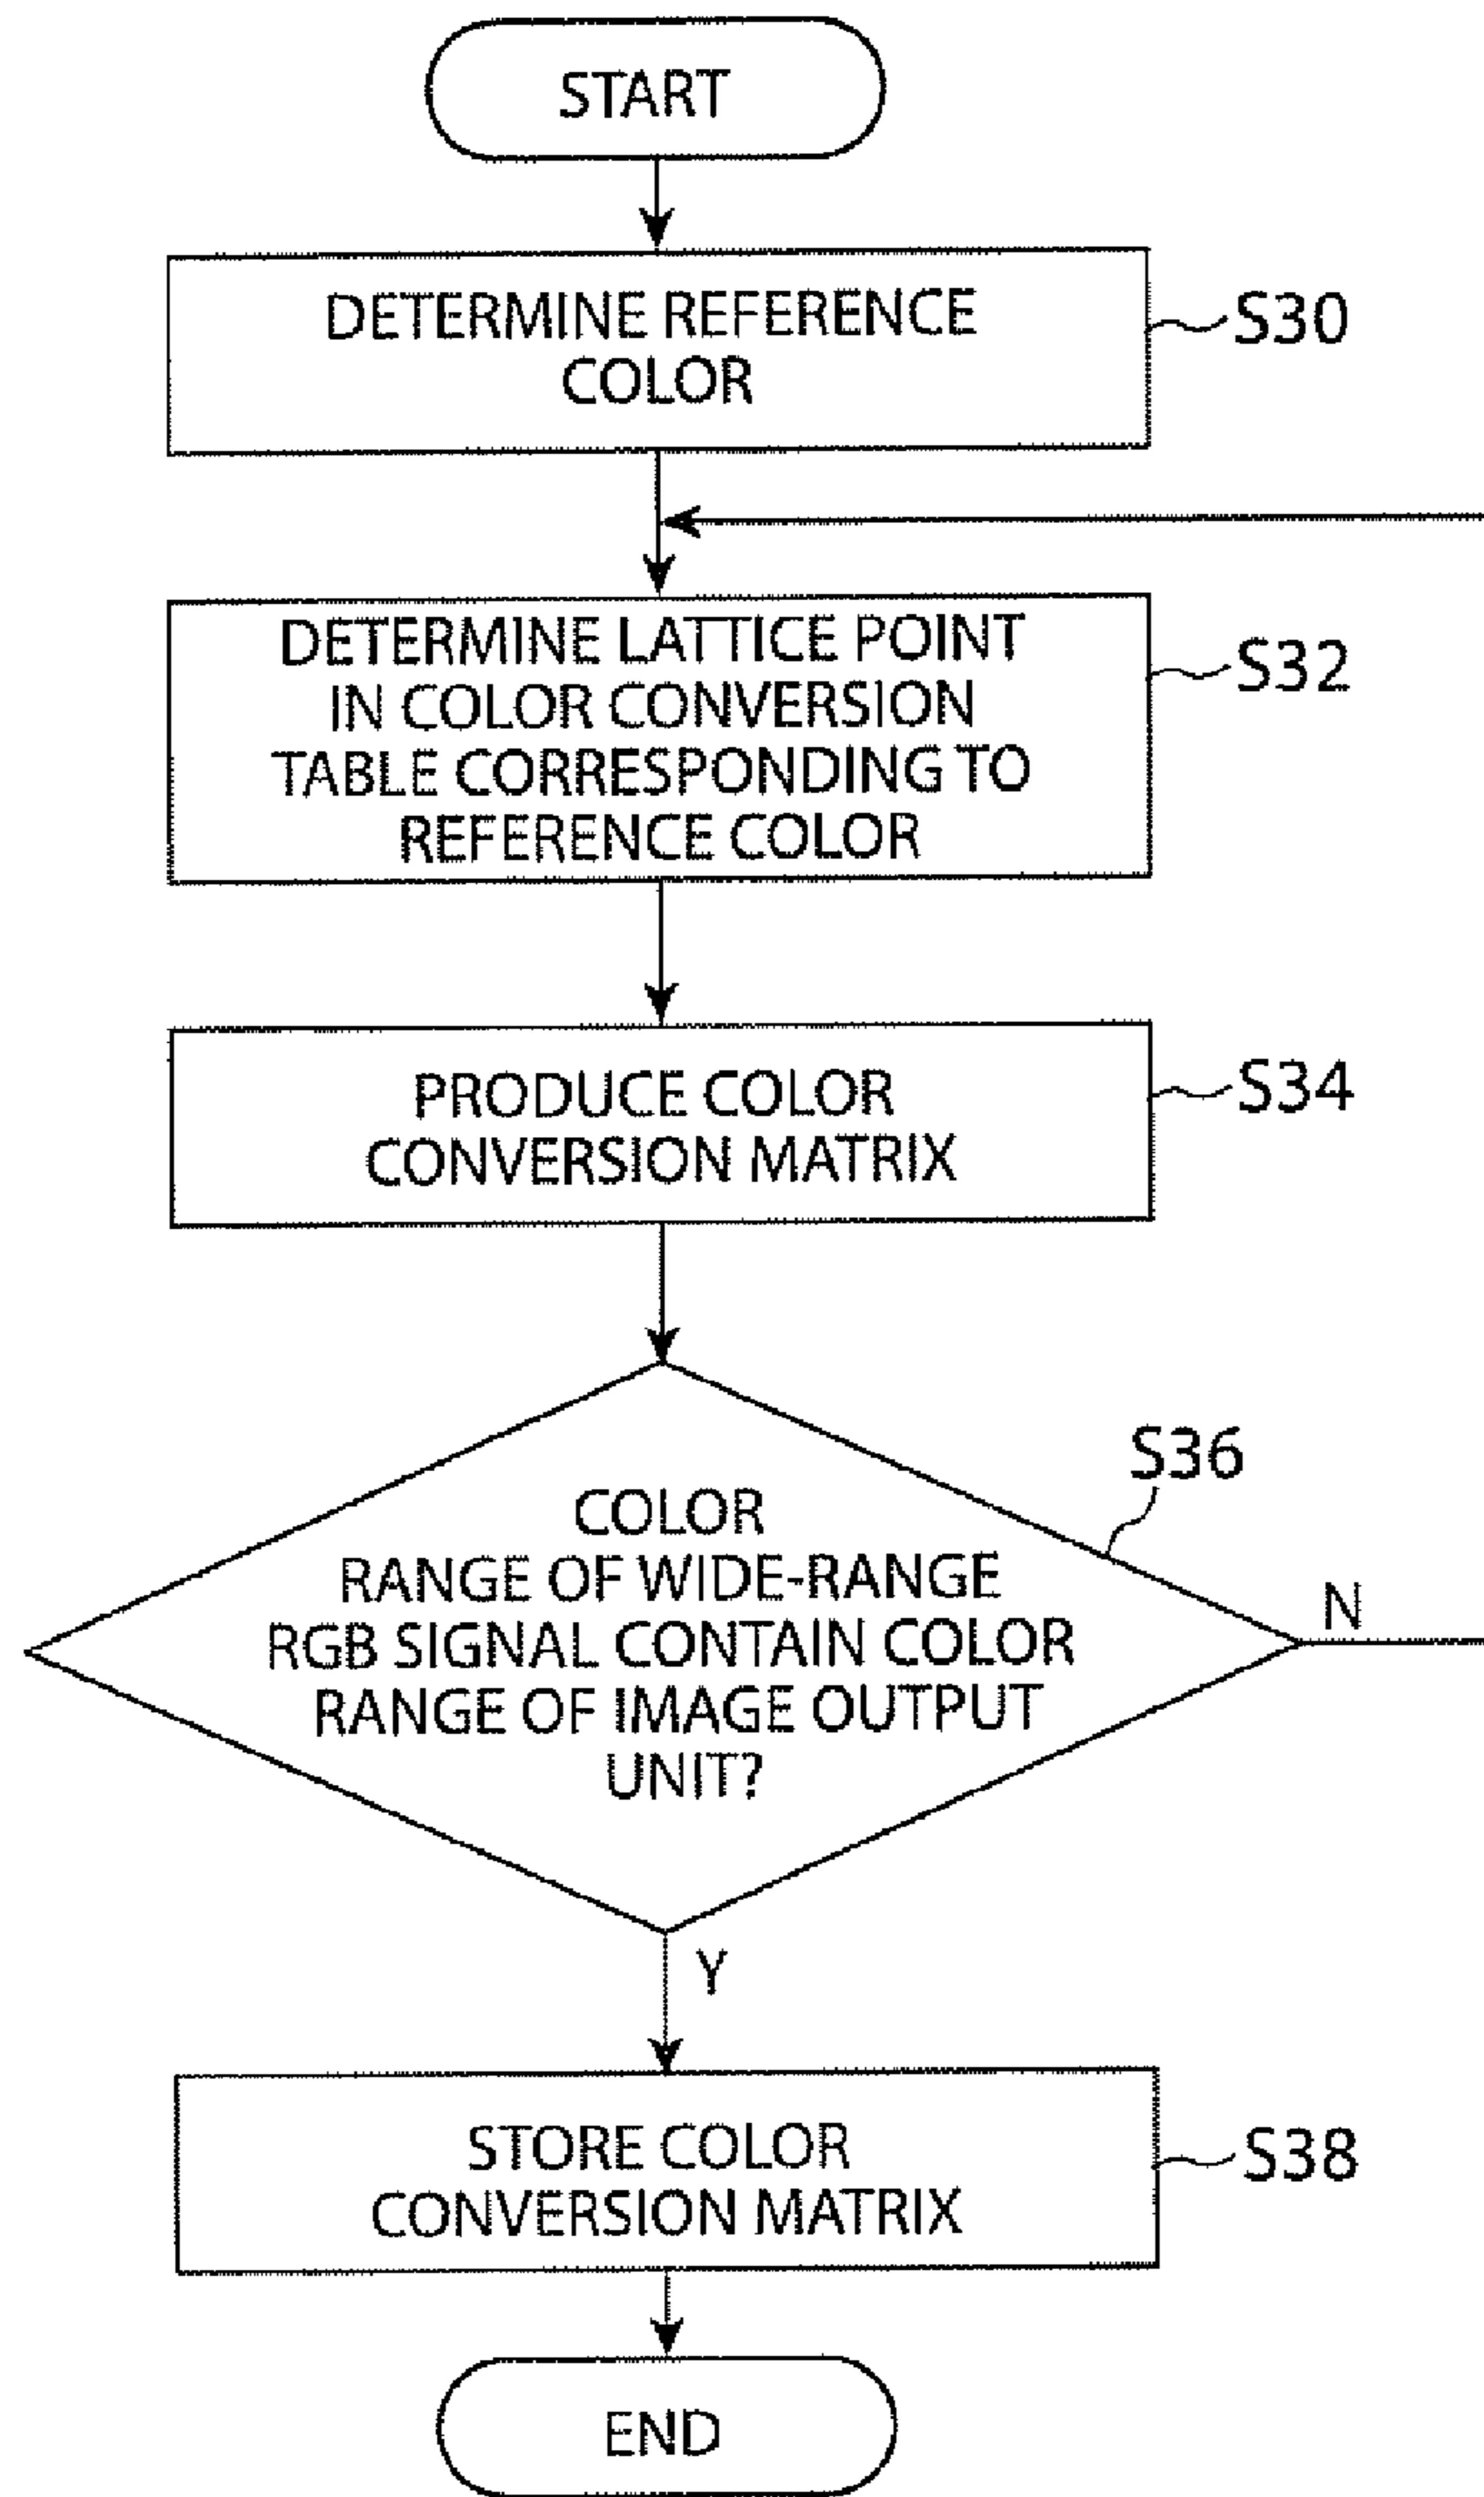 START
DETERMINE REFERENCE
COLOR
S30
DETERMINE LATTICE POINT
IN COLOR CONVERSION
TABLE CORRESPONDING TO
REFERENCE COLOR
S32
PRODUCE COLOR
CONVERSION MATRIX
S34
S36
COLOR
RANGE OF WIDE-RANGE
RGB SIGNAL CONTAIN COLOR
RANGE OF IMAGE OUTPUT
UNIT?
N
Y
STORE COLOR
CONVERSION MATRIX
S38
END